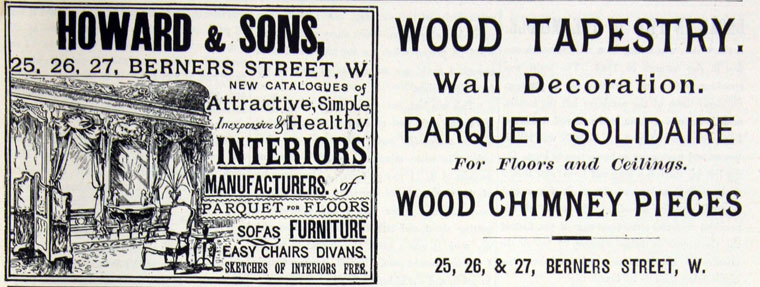 HOWARD & SONS,
25, 26, 27, BERNERS STREET, W.
NEW CATALOGUES of
Attractive, Simple,
Inexpensive & Healthy
INTERIORS
MANUFACTURERS. of
PARQUET FOR FLOORS
SOFAS FURNITURE
EASY CHAIRS DIVANS.
SKETCHES OF INTERIORS FREE.
WOOD TAPESTRY.
Wall Decoration.
PARQUET SOLIDAIRE
For Floors and Ceilings.
WOOD CHIMNEY PIECES
25, 26, & 27, BERNERS STREET, W.